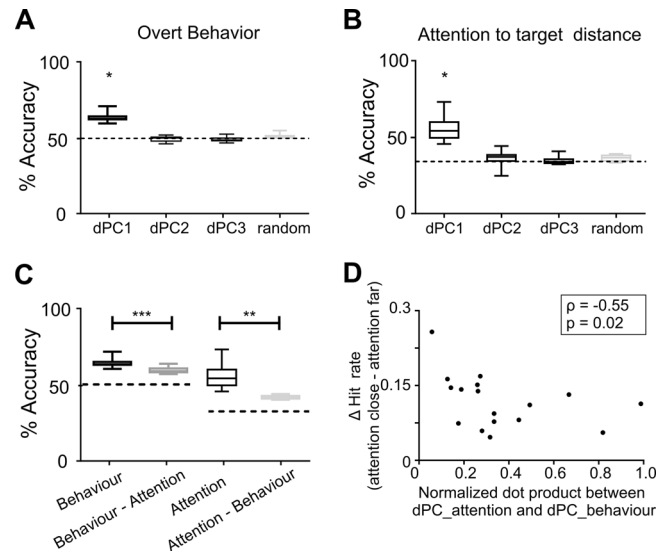 A
Overt Behavior
% Accuracy
100
50
0
*
dPC1 dPC2 dPC3 random
B
Attention to target distance
% Accuracy
100
50
0
*
dPC1 dPC2 dPC3 random
C
% Accuracy
100
50
0
***
**
Behaviour
Behaviour - Attention
Attention
Attention - Behaviour
D
Δ Hit rate
(attention close - attention far)
0.3
0.15
0
ρ = -0.55
p = 0.02
0 0.2 0.4 0.6 0.8 1.0
Normalized dot product between
dPC_attention and dPC_behaviour